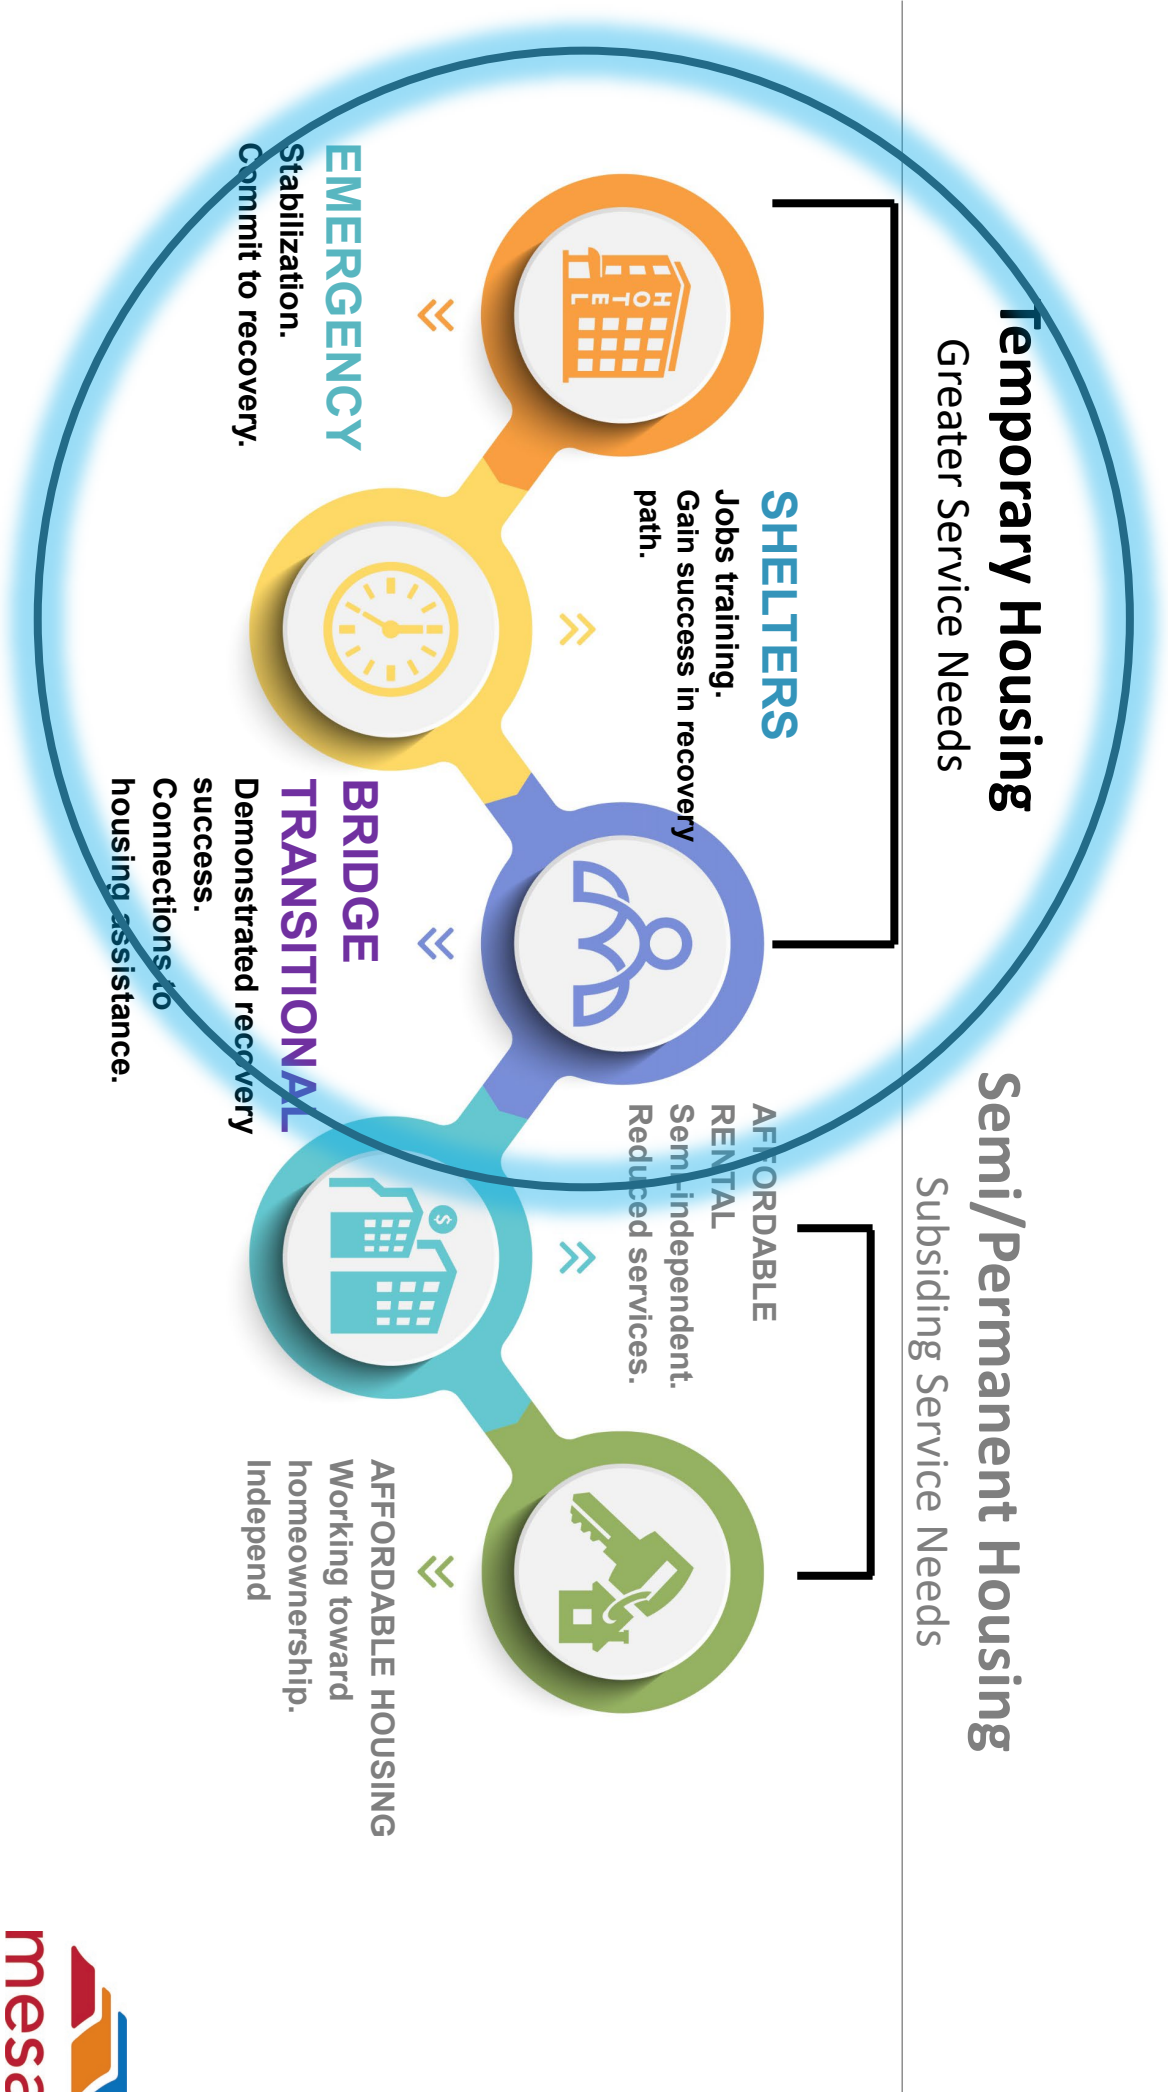 Temporary Housing
Greater Service Needs
Semi/Permanent Housing
Subsiding Service Needs
HOTEL
EMERGENCY
Stabilization.
Commit to recovery.
SHELTERS
Jobs training.
Gain success in recovery
path.
BRIDGE
TRANSITIONAL
Demonstrated recovery
success.
Connections to
housing assistance.
AFFORDABLE
RENTAL
Semi-independent.
Reduced services.
$
AFFORDABLE HOUSING
Working toward
homeownership.
Independ
mesa